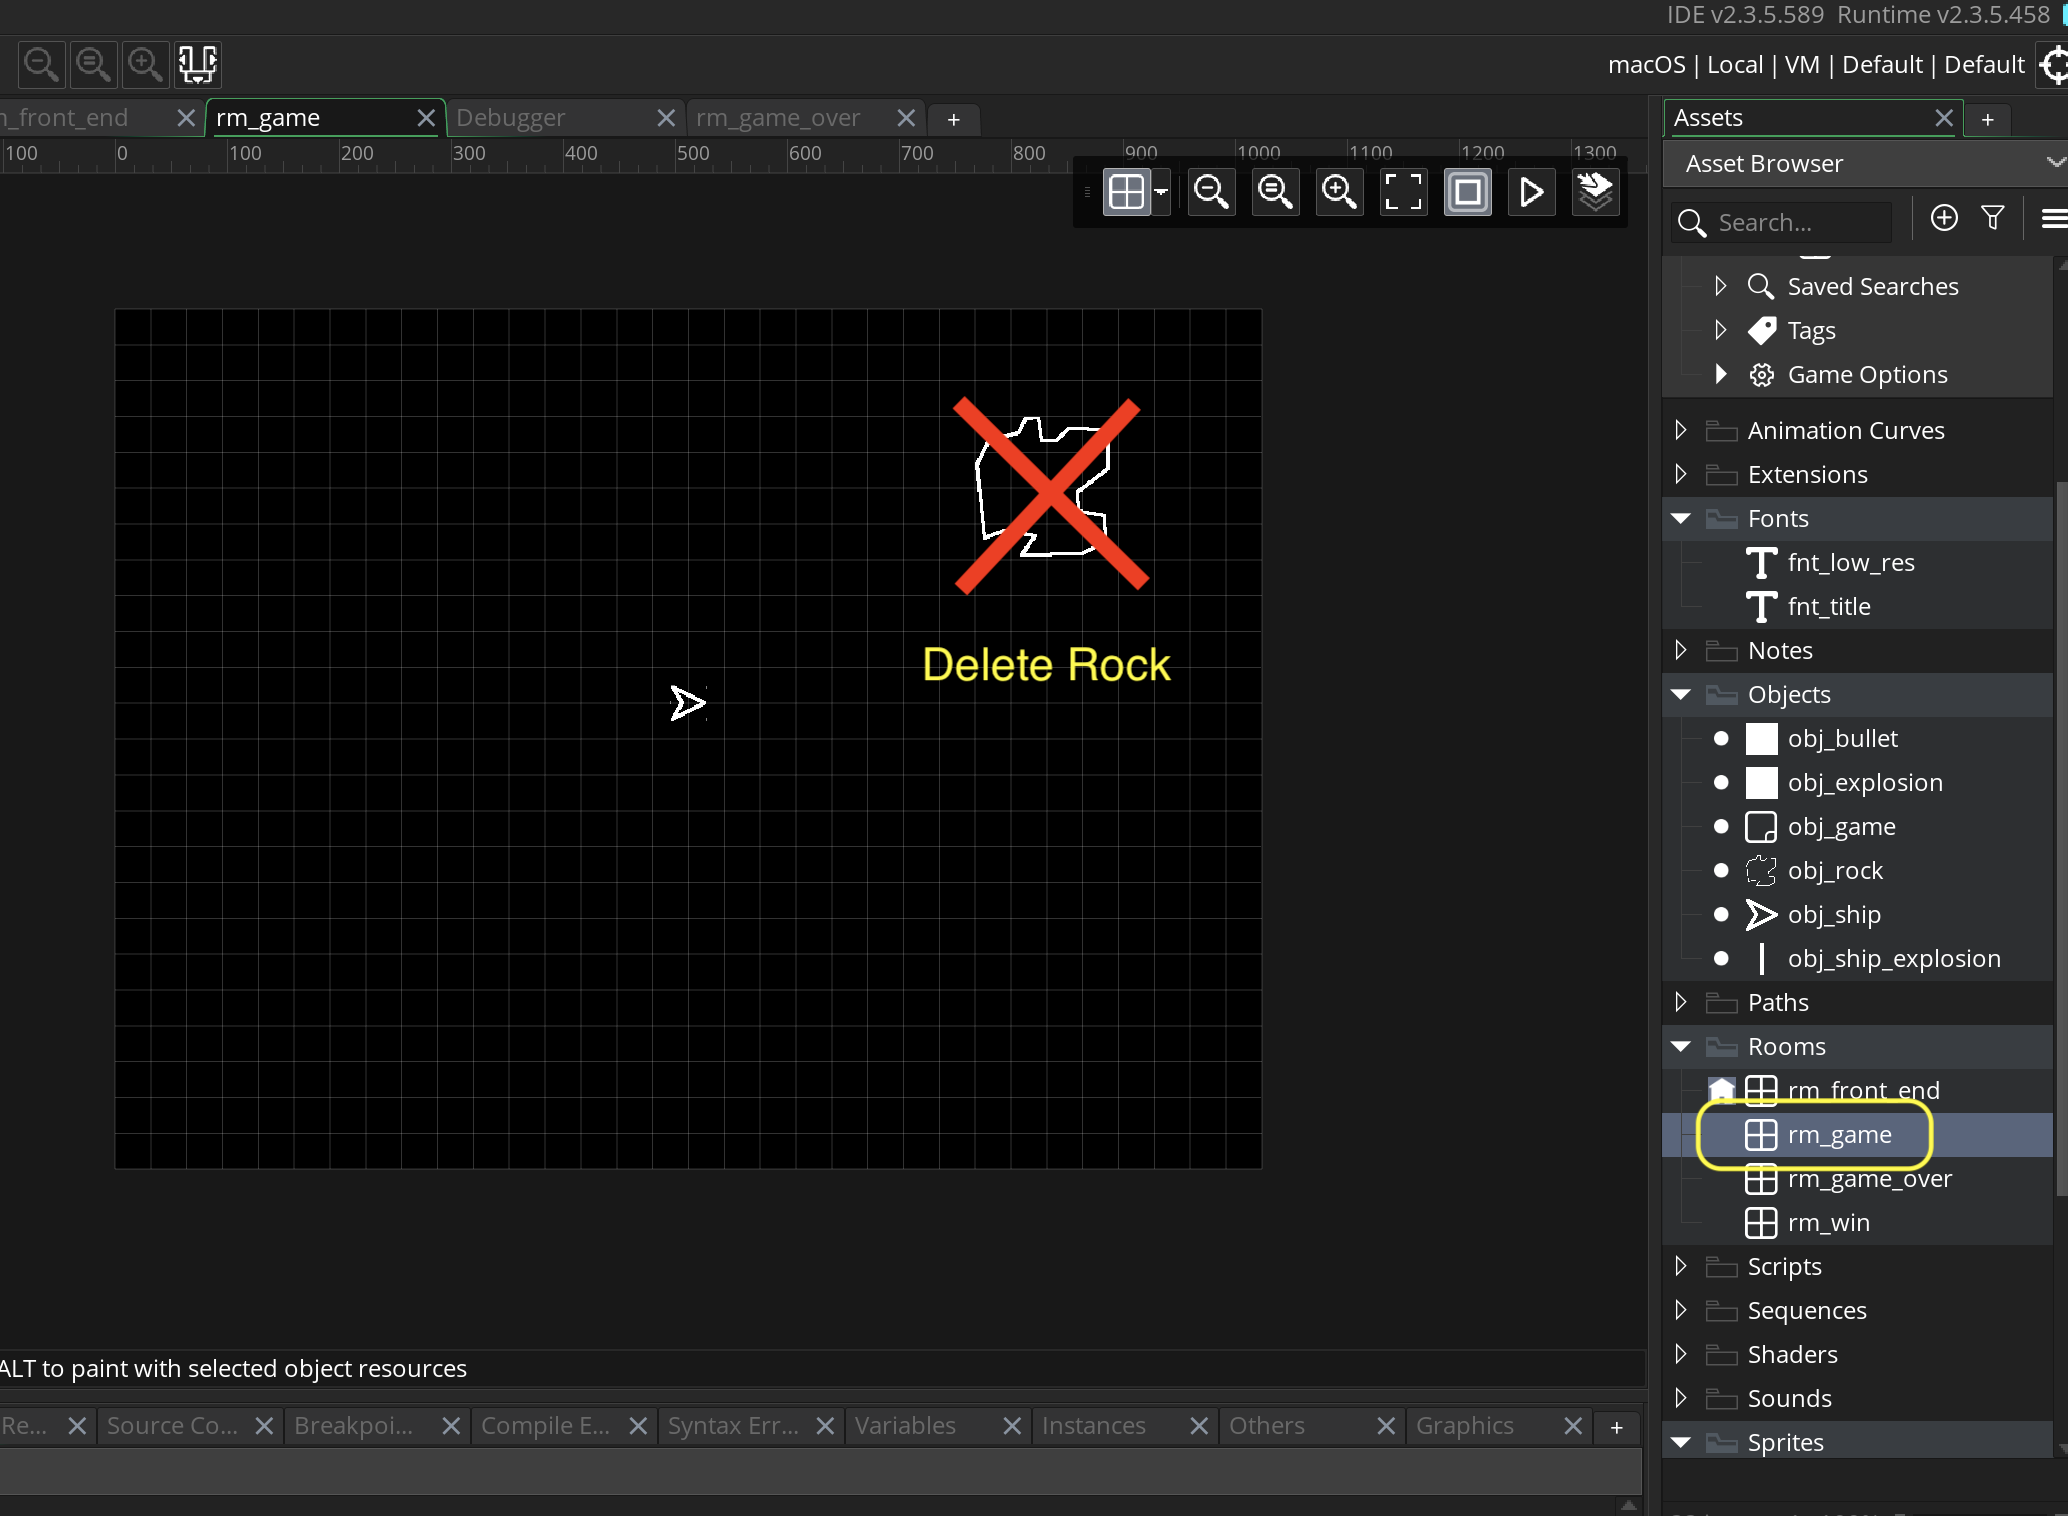 IDE v2.3.5.589 Runtime v2.3.5.458
macOS | Local | VM | Default | Default
_front_end
rm_game
Debugger
rm_game_over
+
Assets
+
100 0 100 200 300 400 500 600 700 800 900 1000 1100 1200 1300
Asset Browser
Search...
Saved Searches
Tags
Game Options
Animation Curves
Extensions
Fonts
fnt_low_res
fnt_title
Notes
Objects
obj_bullet
obj_explosion
obj_game
obj_rock
obj_ship
obj_ship_explosion
Paths
Rooms
rm_front_end
rm_game
rm_game_over
rm_win
Scripts
Sequences
Shaders
Sounds
Sprites
Delete Rock
ALT to paint with selected object resources
Re...
Source Co...
Breakpoi...
Compile E...
Syntax Err...
Variables
Instances
Others
Graphics
+